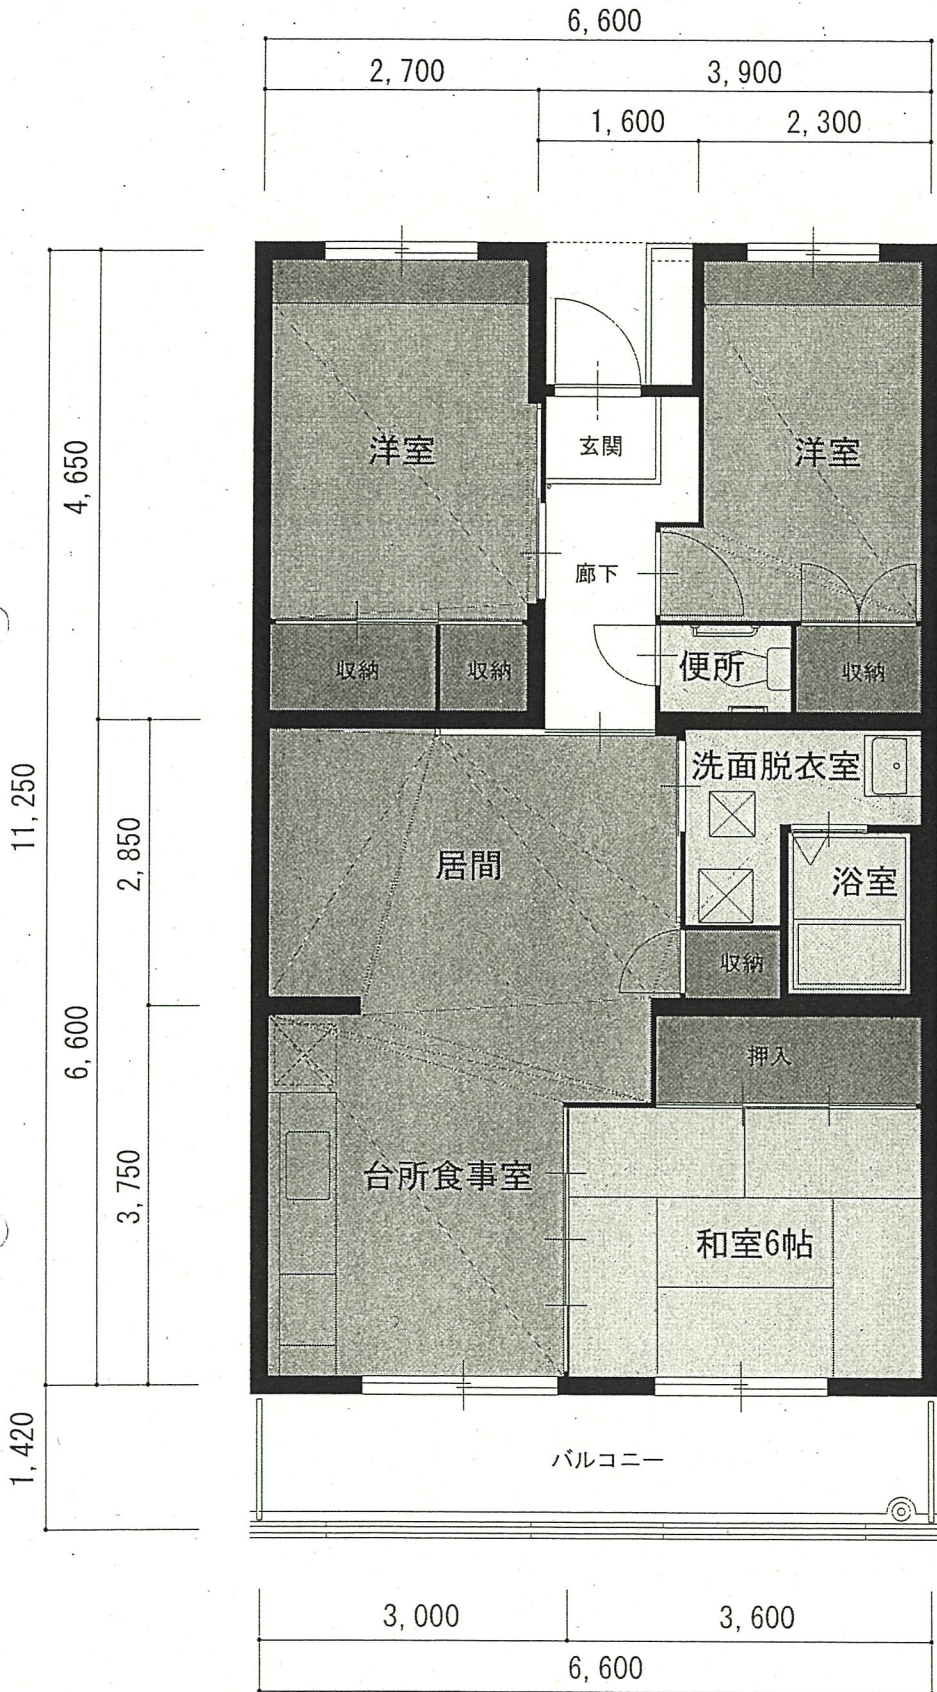 6,600
2,700
3,900
1,600
2,300
洋室
玄関
洋室
4,650
廊下
収納
収納
便所
収納
洗面脱衣室
11,250
2,850
居間
浴室
収納
6,600
押入
3,750
台所食事室
和室6帖
1,420
バルコニー
3,000
3,600
6,600